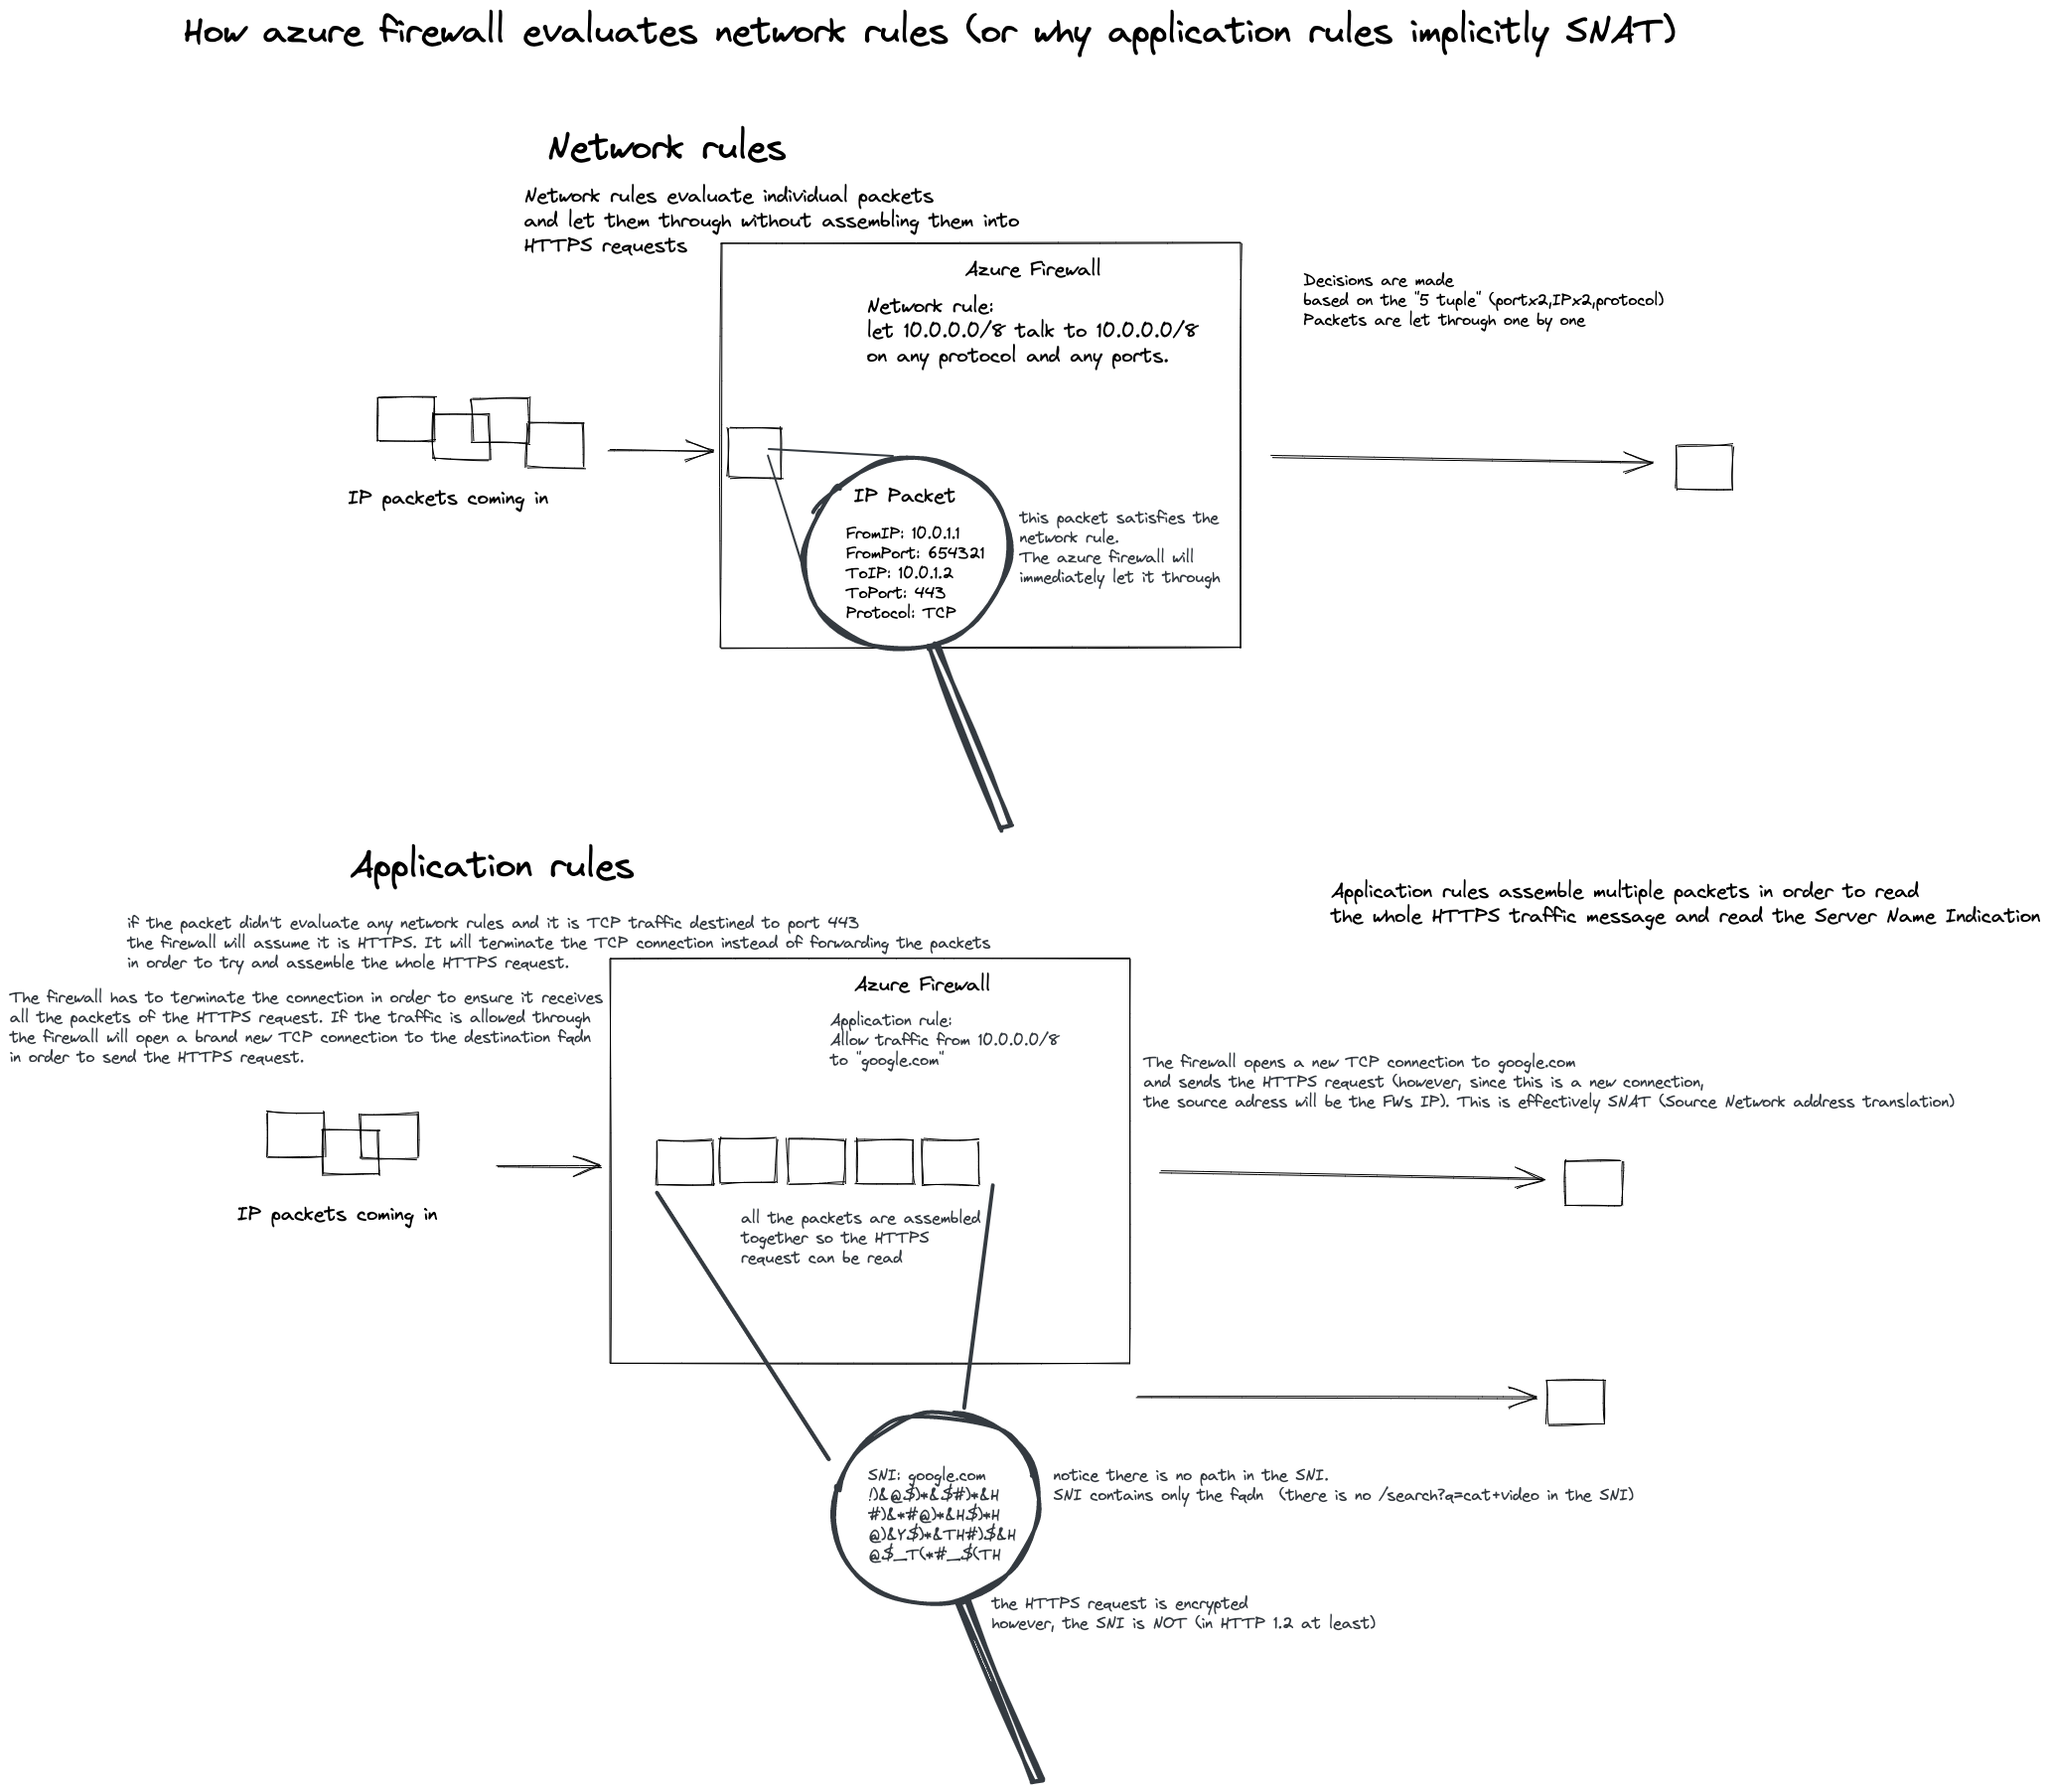 How azure firewall evaluates network rules (or why application rules implicitly SNAT)
Network rules
Network rules evaluate individual packets
and let them through without assembling them into
HTTPS requests
Azure Firewall
Network rule:
let 10.0.0.0/8 talk to 10.0.0.0/8
on any protocol and any ports.
Decisions are made
based on the "5 tuple" (portx2,IPx2,protocol)
Packets are let through one by one
IP packets coming in
IP Packet
FromIP: 10.0.1.1
FromPort: 654321
ToIP: 10.0.1.2
ToPort: 443
Protocol: TCP
this packet satisfies the
network rule.
The azure firewall will
immediately let it through
Application rules
if the packet didn't evaluate any network rules and it is TCP traffic destined to port 443
the firewall will assume it is HTTPS. It will terminate the TCP connection instead of forwarding the packets
in order to try and assemble the whole HTTPS request.
The firewall has to terminate the connection in order to ensure it receives
all the packets of the HTTPS request. If the traffic is allowed through
the firewall will open a brand new TCP connection to the destination fqdn
in order to send the HTTPS request.
Application rules assemble multiple packets in order to read
the whole HTTPS traffic message and read the Server Name Indication
Azure Firewall
Application rule:
Allow traffic from 10.0.0.0/8
to "google.com"
The firewall opens a new TCP connection to google.com
and sends the HTTPS request (however, since this is a new connection,
the source adress will be the FWs IP). This is effectively SNAT (Source Network address translation)
IP packets coming in
all the packets are assembled
together so the HTTPS
request can be read
SNI: google.com
!)&@$)*&$#)*&H
#)&*#@)*&H$)*H
@)&Y$)*&TH#)$&H
@$_T(*#_$(TH
notice there is no path in the SNI.
SNI contains only the fqdn  (there is no /search?q=cat+video in the SNI)
the HTTPS request is encrypted
however, the SNI is NOT (in HTTP 1.2 at least)